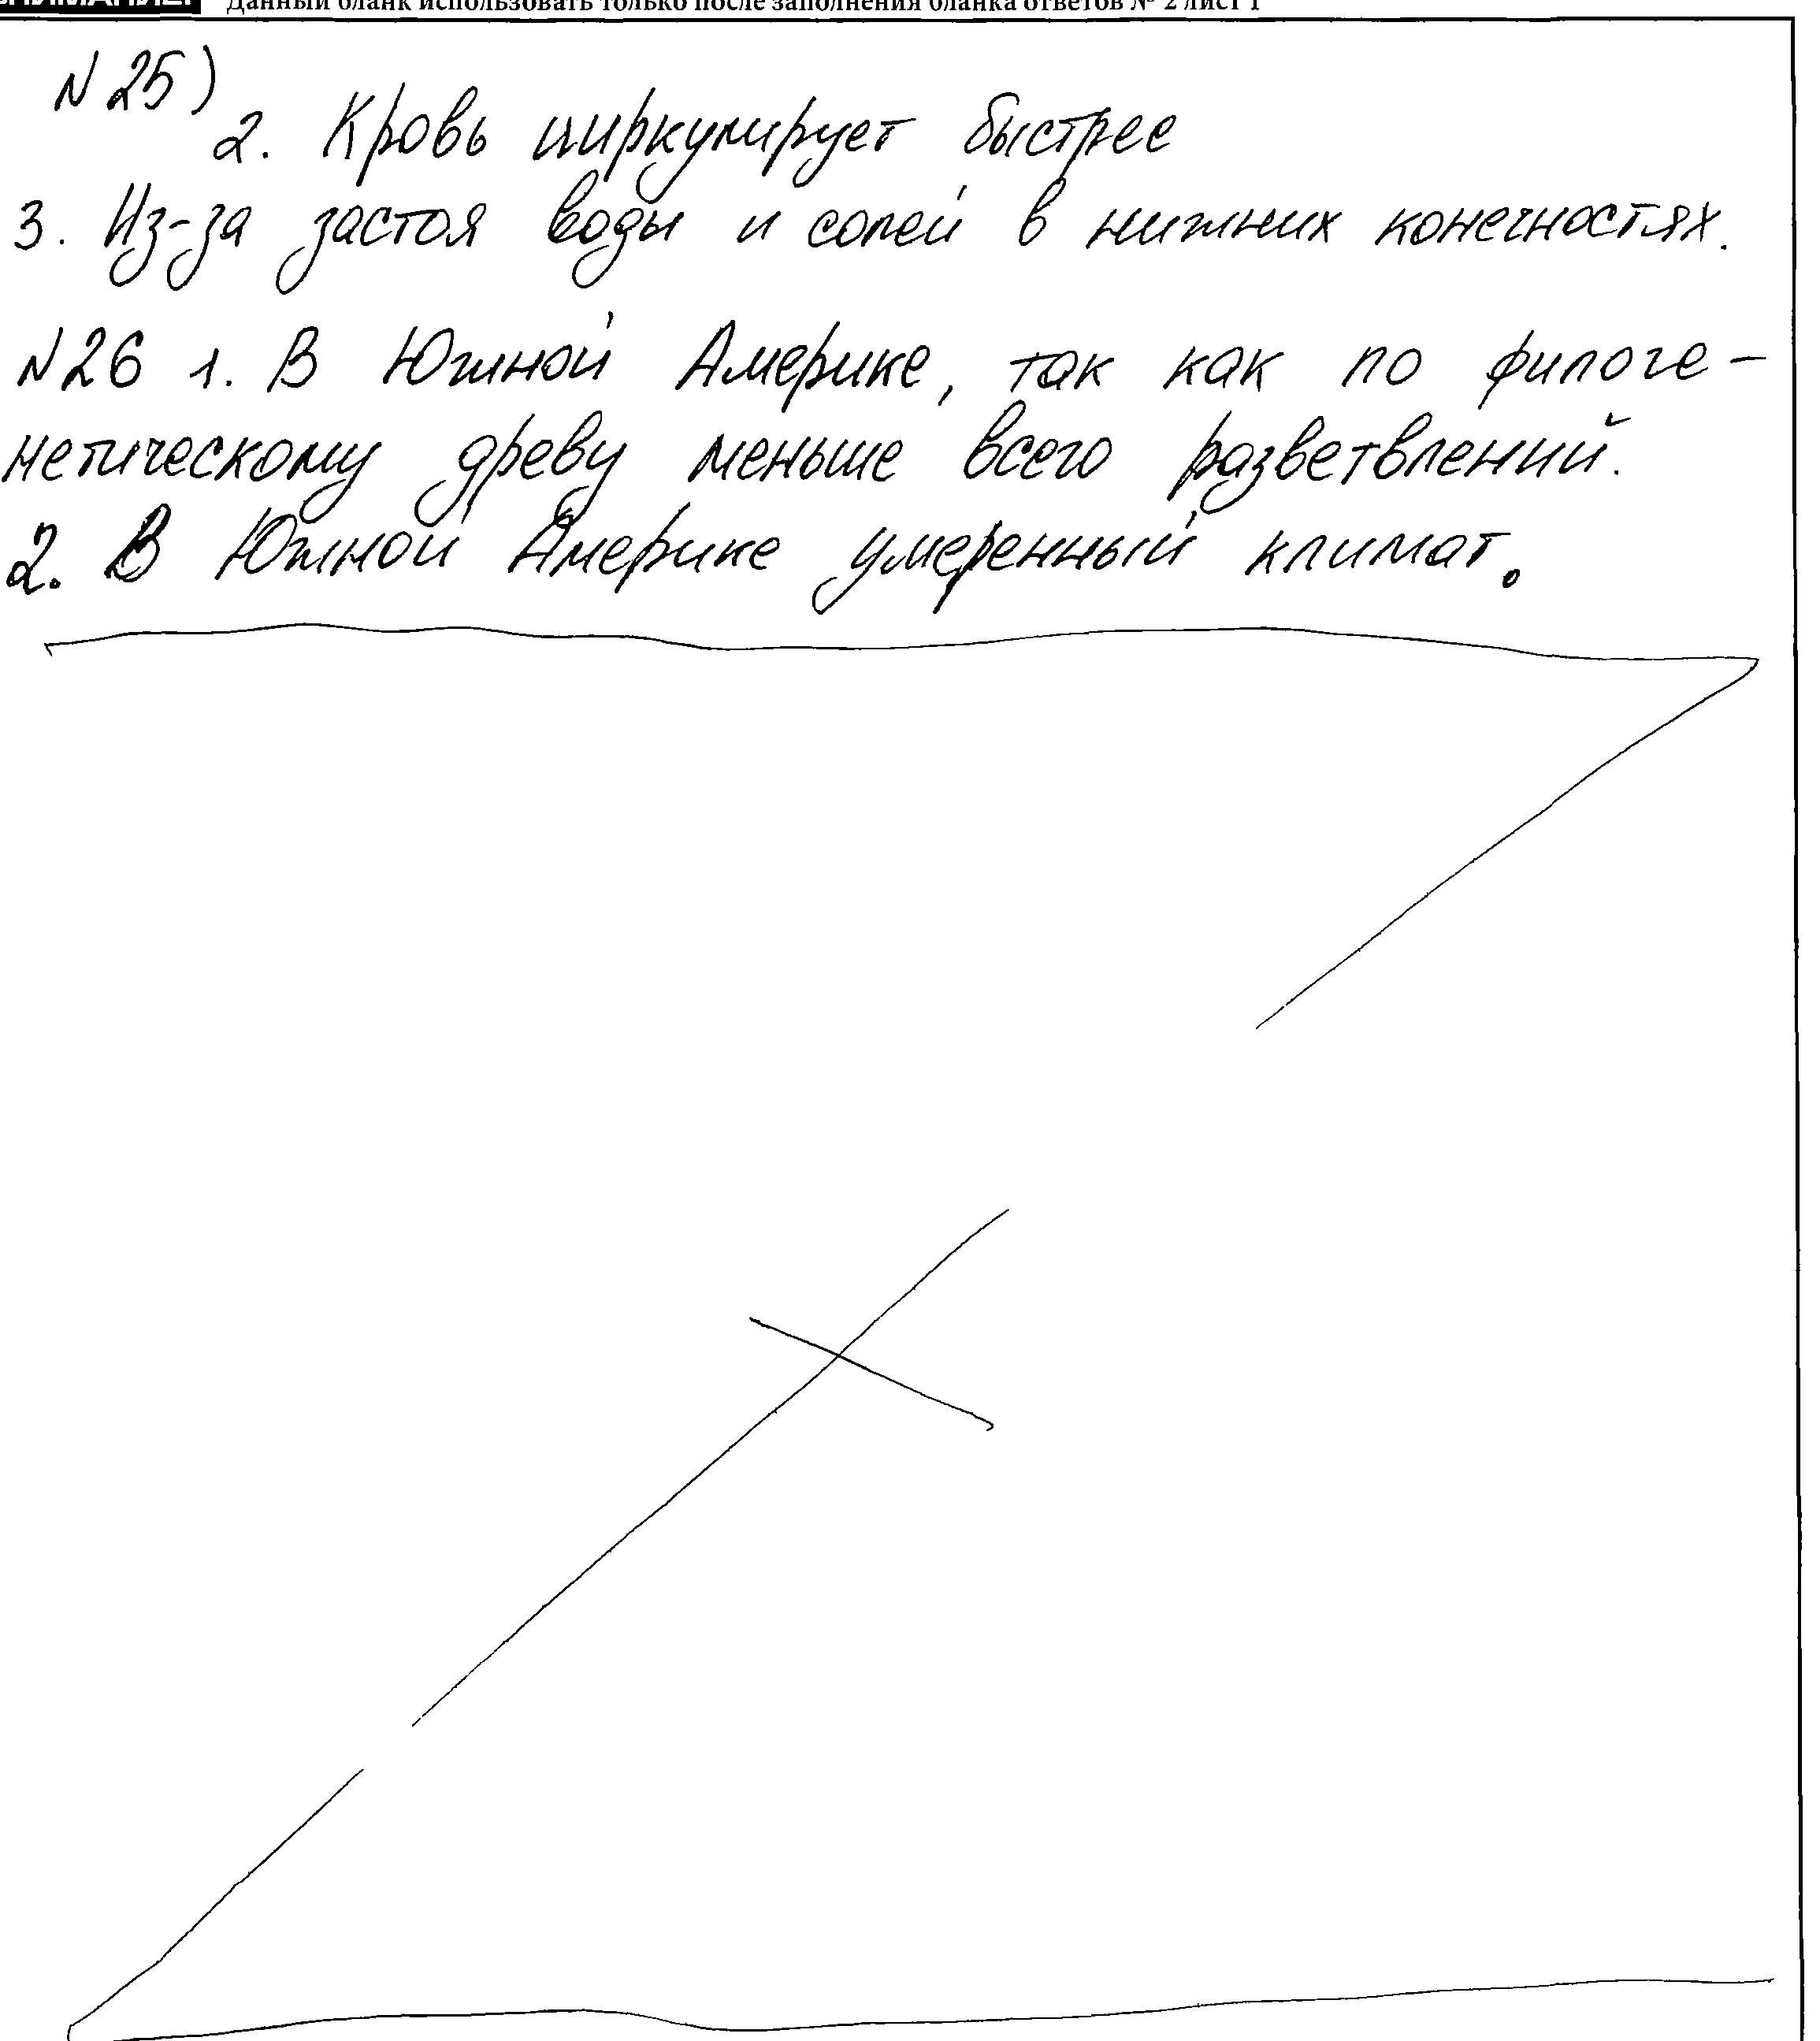 Данный бланк использовать только после заполнения бланка ответов № 2 лист 1
N 25)
2. Кровь циркулирует быстрее
3. Из-за застоя воды и солей в нижних конечностях.
N26 1. В Южной Америке, так как по филоге-
нетическому древу меньше всего разветвлений.
2. В Южной Америке умеренный климат.